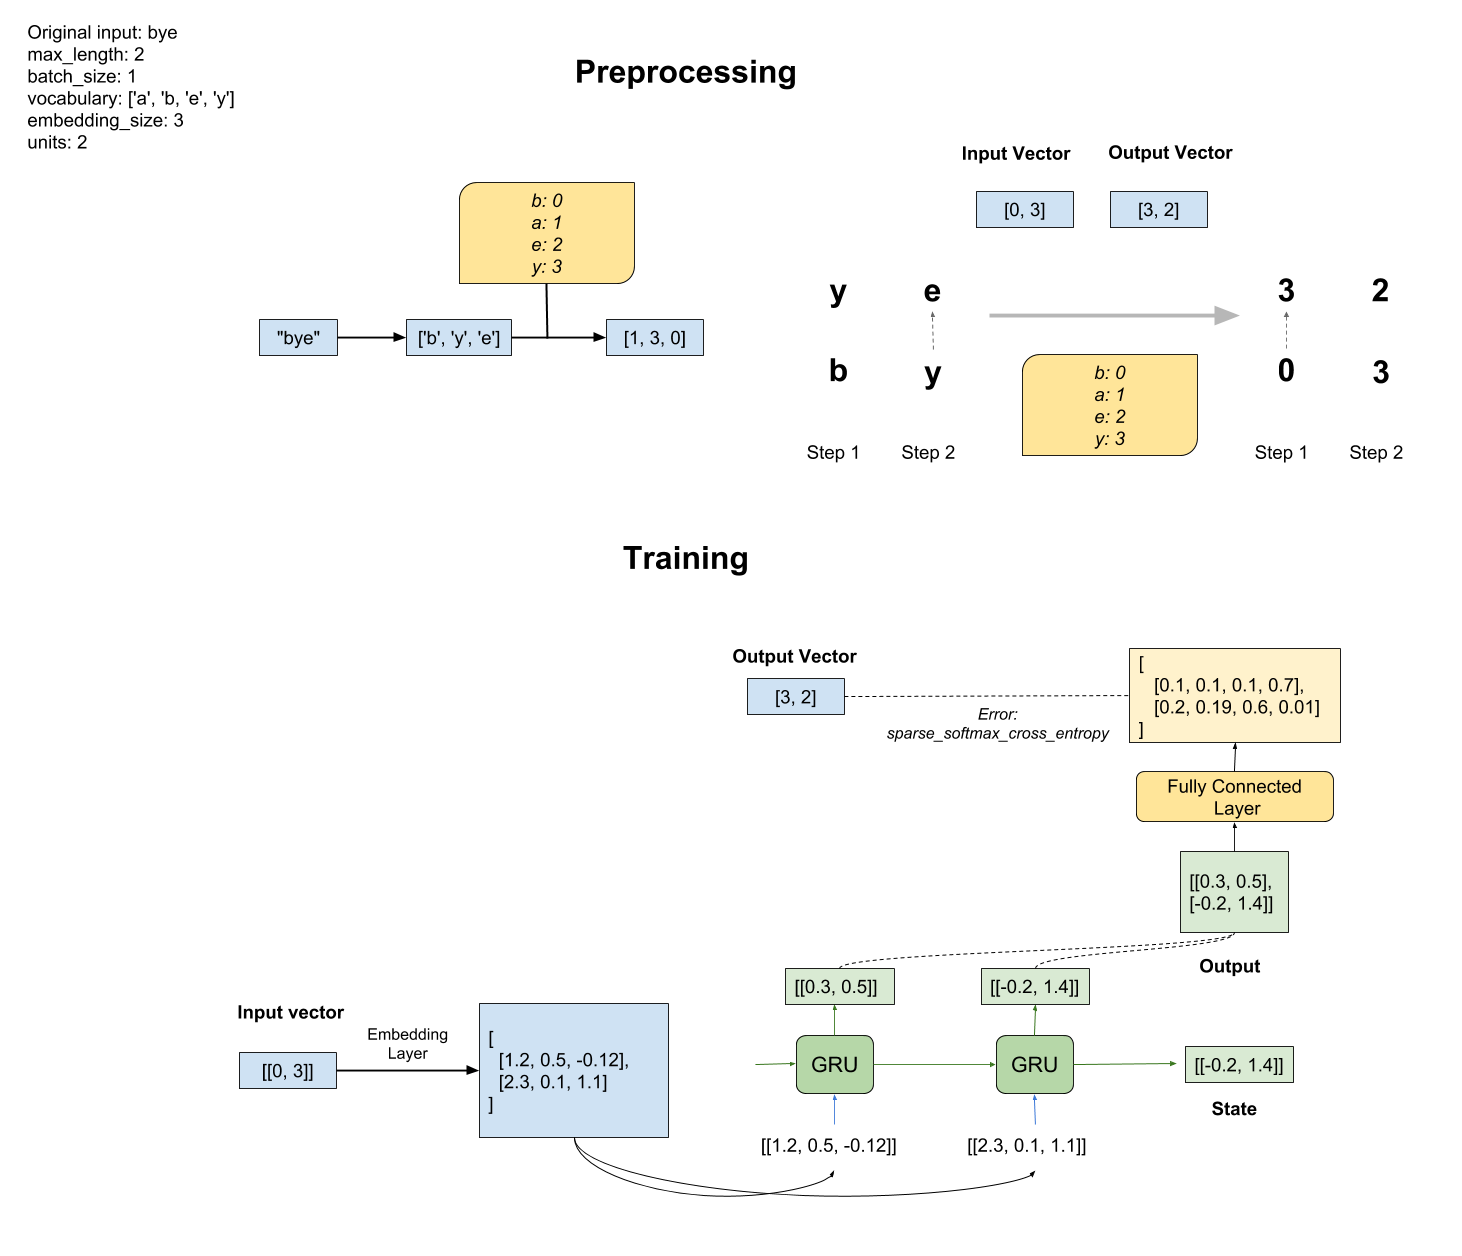 Original input: bye
max_length: 2
batch_size: 1
vocabulary: ['a', 'b, 'e', 'y']
embedding_size: 3
units: 2
Preprocessing
b: 0
a: 1
e: 2
y: 3
"bye"
['b', 'y', 'e']
[1, 3, 0]
Input Vector
Output Vector
[0, 3]
[3, 2]
y e
b y
Step 1 Step 2
b: 0
a: 1
e: 2
y: 3
3 2
0 3
Step 1 Step 2
Training
Output Vector
[3, 2]
Error:
sparse_softmax_cross_entropy
[
[0.1, 0.1, 0.1, 0.7],
[0.2, 0.19, 0.6, 0.01]
]
Fully Connected
Layer
[[0.3, 0.5],
[-0.2, 1.4]]
Output
[[0.3, 0.5]]
[[-0.2, 1.4]]
Input vector
[[0, 3]]
Embedding
Layer
[
[1.2, 0.5, -0.12],
[2.3, 0.1, 1.1]
]
GRU
GRU
[[-0.2, 1.4]]
State
[[1.2, 0.5, -0.12]]
[[2.3, 0.1, 1.1]]